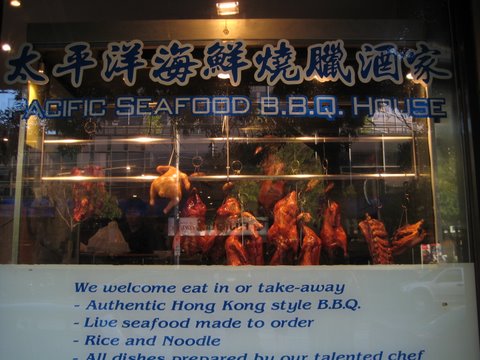 太平洋海鮮燒臘酒家
ACIFIC SEAFOOD B.B.Q. HOUSE
We welcome eat in or take-away
- Authentic Hong Kong style B.B.Q.
- Live seafood made to order
- Rice and Noodle
- All dishes prepared by our talented chef